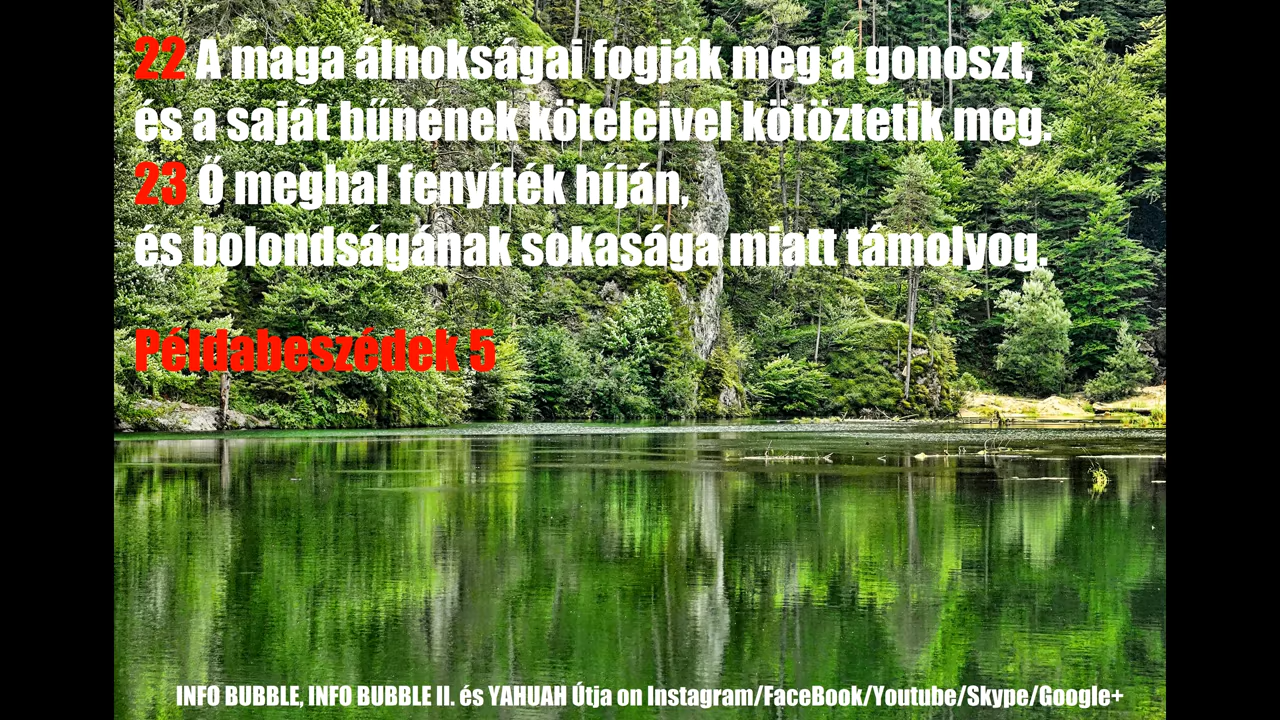 22 A maga álnokságai fogják meg a gonoszt,
és a saját bűnének köteleivel kötöztetik meg.
23 Ő meghal fenyíték híján,
és bolondságának sokasága miatt támolyog.
Példabeszédek 5
INFO BUBBLE, INFO BUBBLE II. és YAHUAH Útja on Instagram/FaceBook/Youtube/Skype/Google+